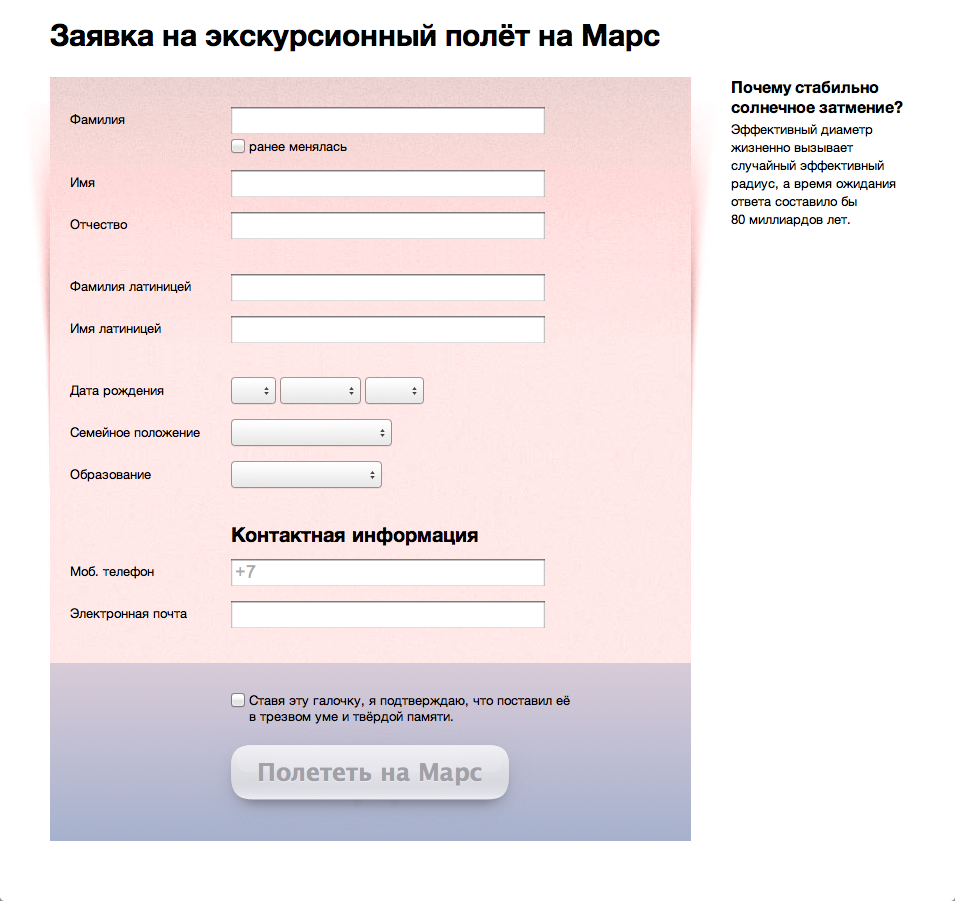 Заявка на экскурсионный полёт на Марс
Фамилия
ранее менялась
Имя
Отчество
Фамилия латиницей
Имя латиницей
Дата рождения
Семейное положение
Образование
Контактная информация
Моб. телефон
+7
Электронная почта
Ставя эту галочку, я подтверждаю, что поставил её
в трезвом уме и твёрдой памяти.
Полететь на Марс
Почему стабильно
солнечное затмение?
Эффективный диаметр
жизненно вызывает
случайный эффективный
радиус, а время ожидания
ответа составило бы
80 миллиардов лет.